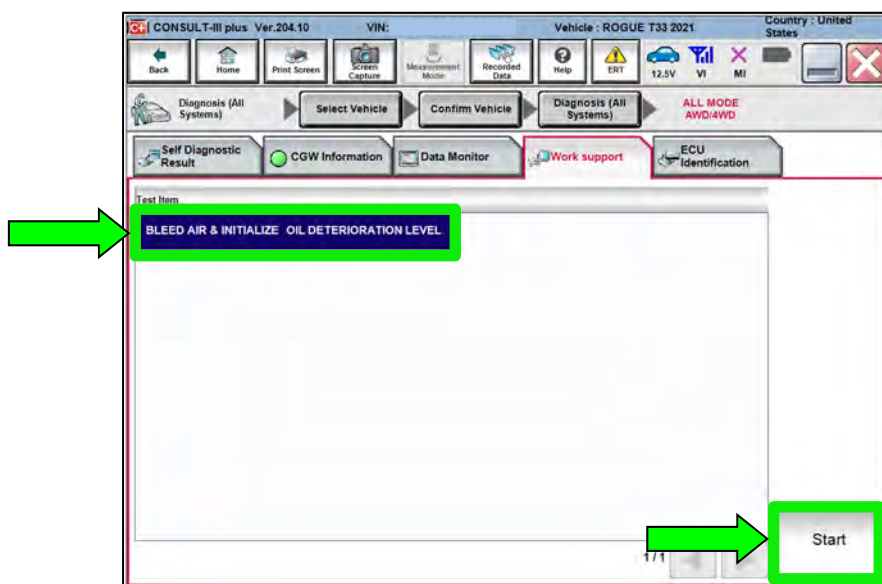 C+ CONSULT-III plus Ver.204.10 VIN: Vehicle : ROGUE T33 2021 Country : United States
Back Home Print Screen Screen Capture Measurement Mode Recorded Data Help ERT 12.5V VI MI
Diagnosis (All Systems) Select Vehicle Confirm Vehicle Diagnosis (All Systems) ALL MODE AWD/4WD
Self Diagnostic Result CGW Information Data Monitor Work support ECU Identification
Test Item
BLEED AIR & INITIALIZE OIL DETERIORATION LEVEL
Start
1/1